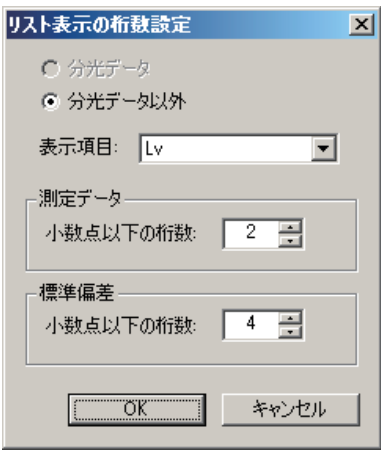 リスト表示の桁数設定
分光データ
分光データ以外
表示項目: Lv
測定データ
小数点以下の桁数: 2
標準偏差
小数点以下の桁数: 4
OK キャンセル